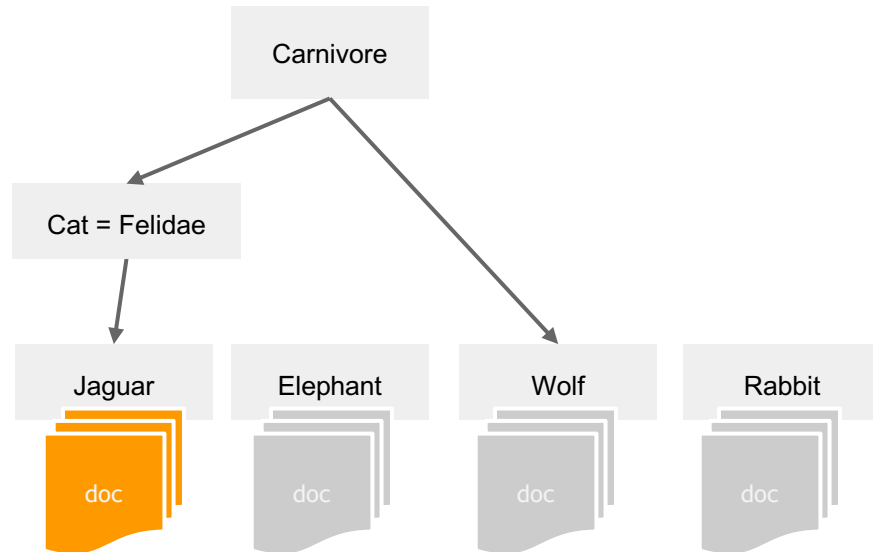 Carnivore
Cat = Felidae
Jaguar
Elephant
Wolf
Rabbit
doc
doc
doc
doc